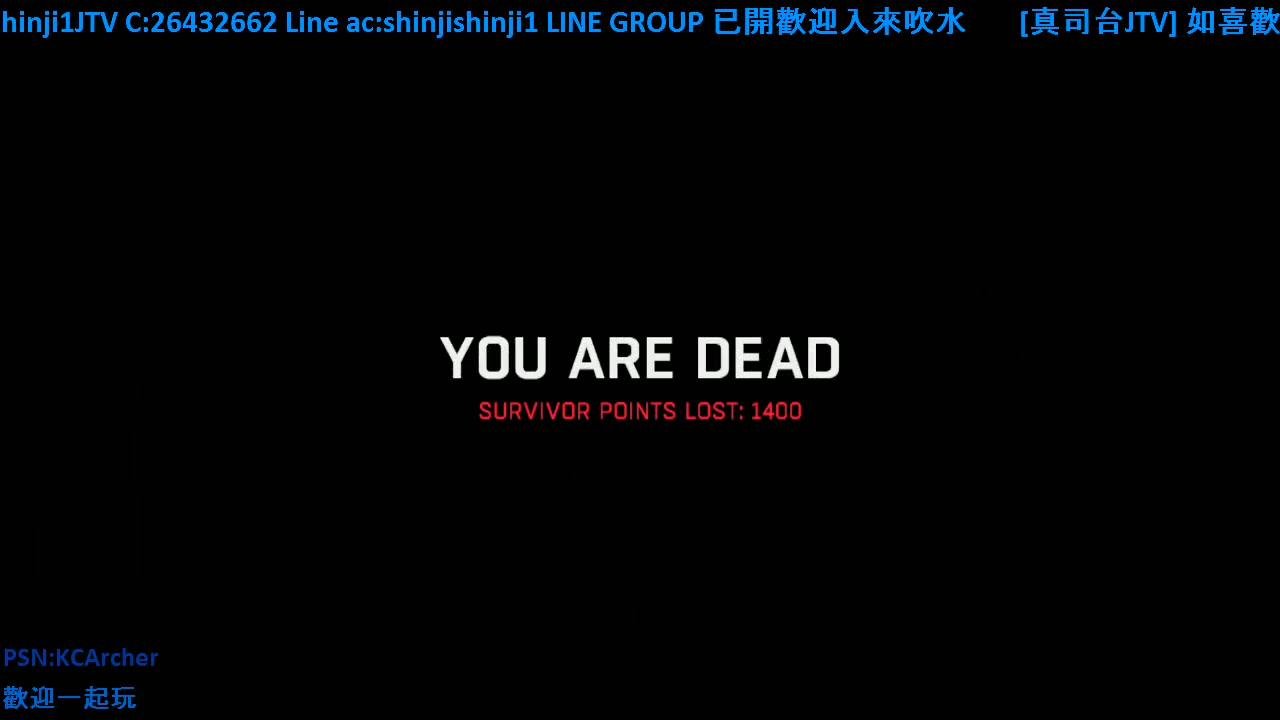 hinji1JTV C:26432662 Line ac:shinjishinji1 LINE GROUP 已開歡迎入來吹水 [真司台JTV] 如喜歡
YOU ARE DEAD
SURVIVOR POINTS LOST: 1400
PSN:KCArcher
歡迎一起玩